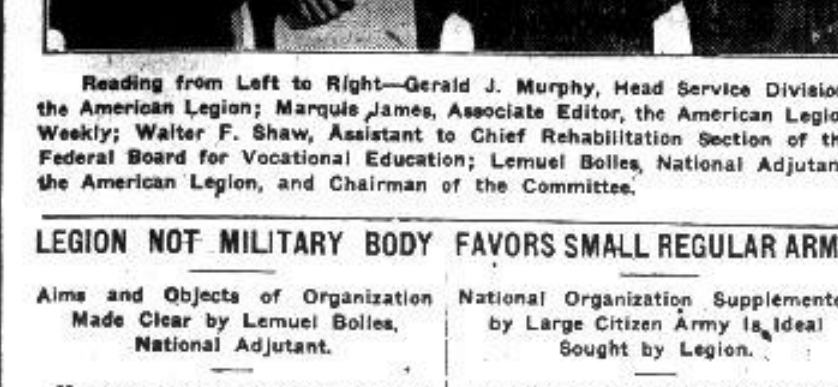 Reading from Left to Right—Gerald J. Murphy, Head Service Divisio
the American Legion; Marquis James, Associate Editor, the American Legio
Weekly; Walter F. Shaw, Assistant to Chief Rehabilitation Section of th
Federal Board for Vocational Education; Lemuel Bolles, National Adjutan
the American Legion, and Chairman of the Committee.
LEGION NOT MILITARY BODY
Aims and Objects of Organization
Made Clear by Lemuel Bolles,
National Adjutant.
FAVORS SMALL REGULAR ARM
National Organization Supplemente
by Large Citizen Army Is Ideal
Sought by Legion.